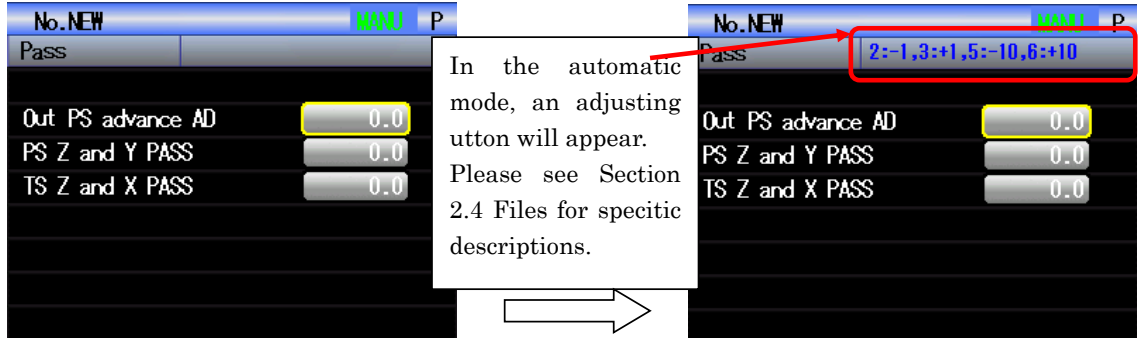 No.NEW MANU P
Pass
Out PS advance AD 0.0
PS Z and Y PASS 0.0
TS Z and X PASS 0.0
In the automatic
mode, an adjusting
utton will appear.
Please see Section
2.4 Files for specitic
descriptions.
No.NEW MANU P
Pass 2:-1,3:+1,5:-10,6:+10
Out PS advance AD 0.0
PS Z and Y PASS 0.0
TS Z and X PASS 0.0